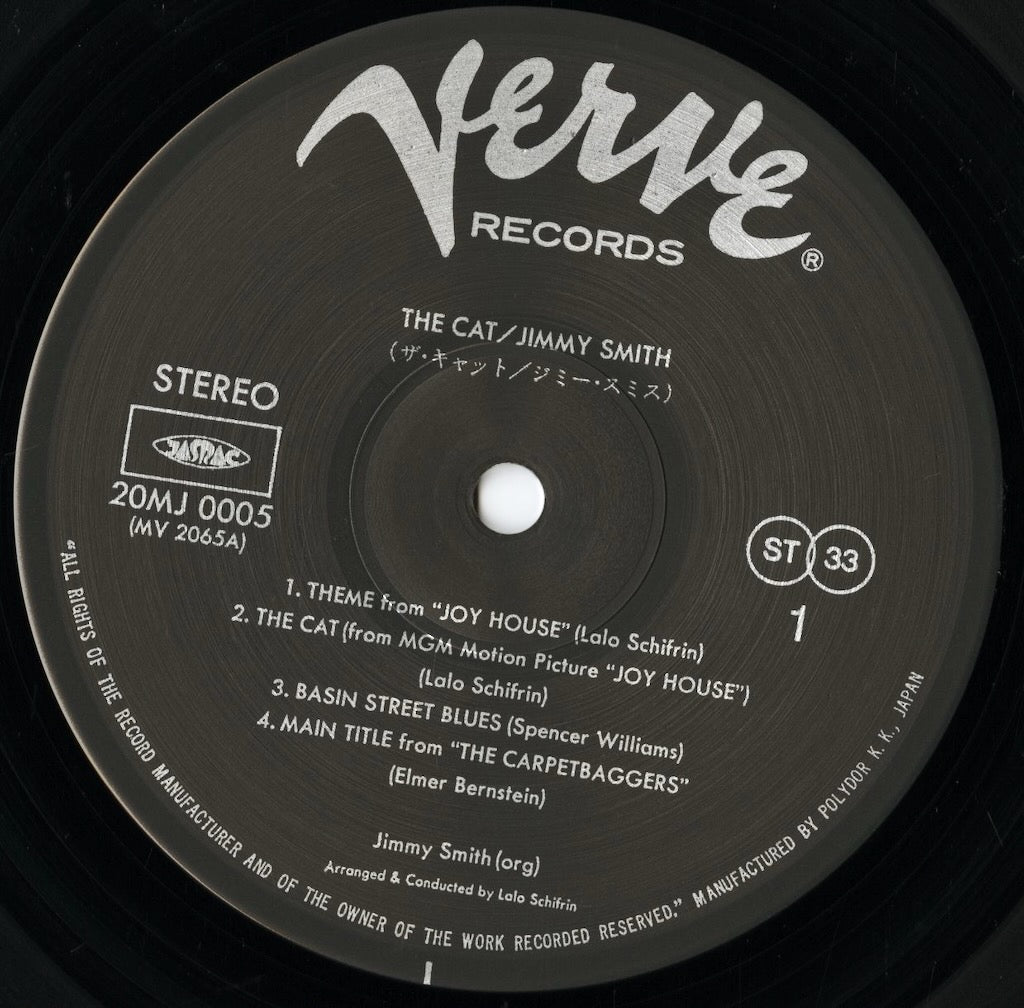 Verve
RECORDS ®
THE CAT/JIMMY SMITH
(ザ・キャット/ジミー・スミス)
STEREO
JASRAC
20MJ 0005
(MV 2065A)
ST 33
1
1. THEME from "JOY HOUSE" (Lalo Schifrin)
2. THE CAT (from MGM Motion Picture "JOY HOUSE")
(Lalo Schifrin)
3. BASIN STREET BLUES (Spencer Williams)
4. MAIN TITLE from "THE CARPETBAGGERS"
(Elmer Bernstein)
Jimmy Smith (org)
Arranged & Conducted by Lalo Schifrin
"ALL RIGHTS OF THE RECORD MANUFACTURER AND OF THE OWNER OF THE WORK RECORDED RESERVED." MANUFACTURED BY POLYDOR K. K., JAPAN